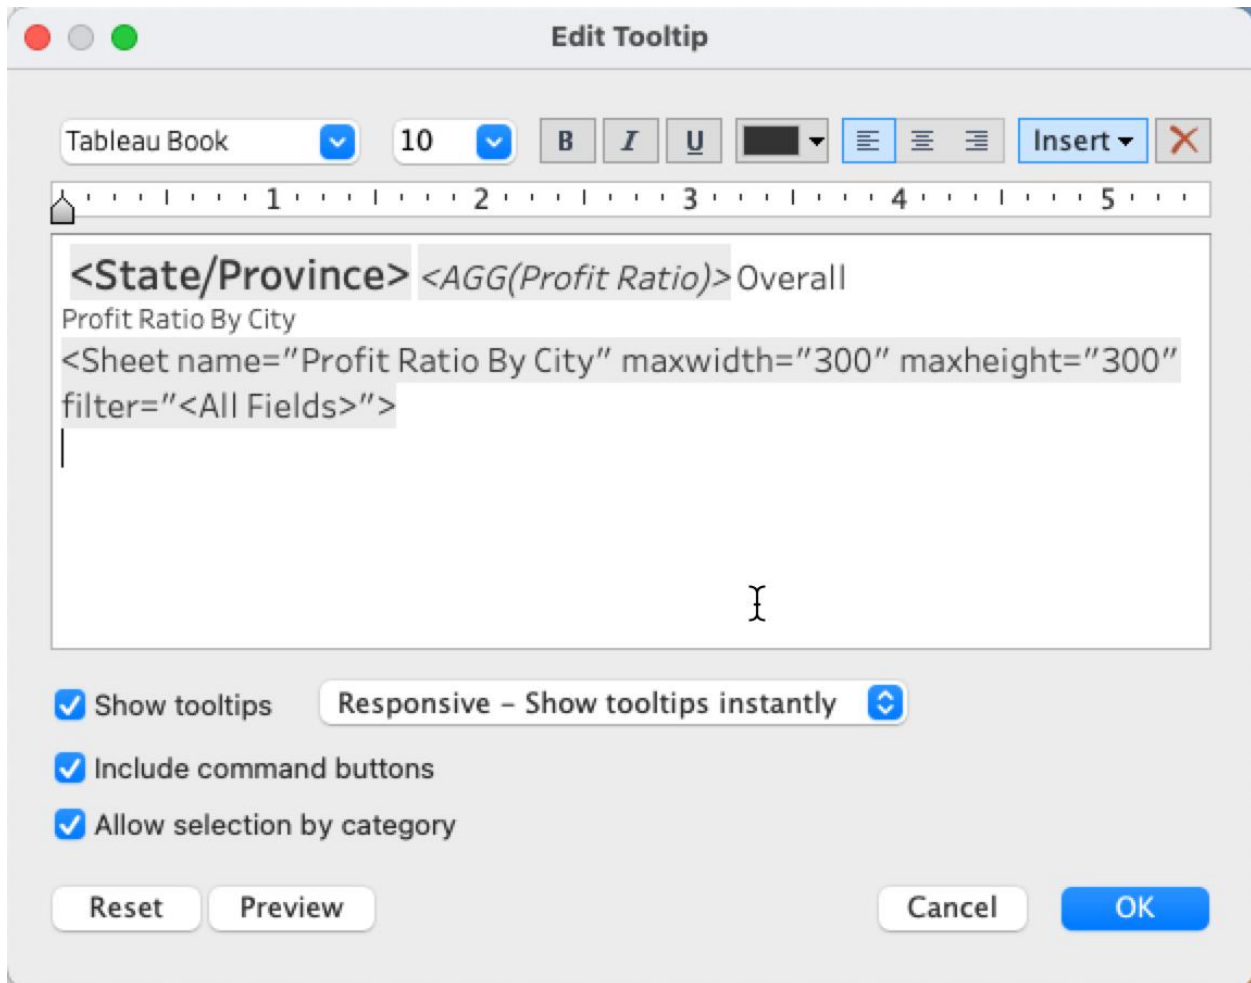 Edit Tooltip
Tableau Book 10 B I U Insert
1 2 3 4 5
<State/Province> <AGG(Profit Ratio)> Overall
Profit Ratio By City
<Sheet name="Profit Ratio By City" maxwidth="300" maxheight="300"
filter="<All Fields>">
Show tooltips Responsive – Show tooltips instantly
Include command buttons
Allow selection by category
Reset Preview Cancel OK